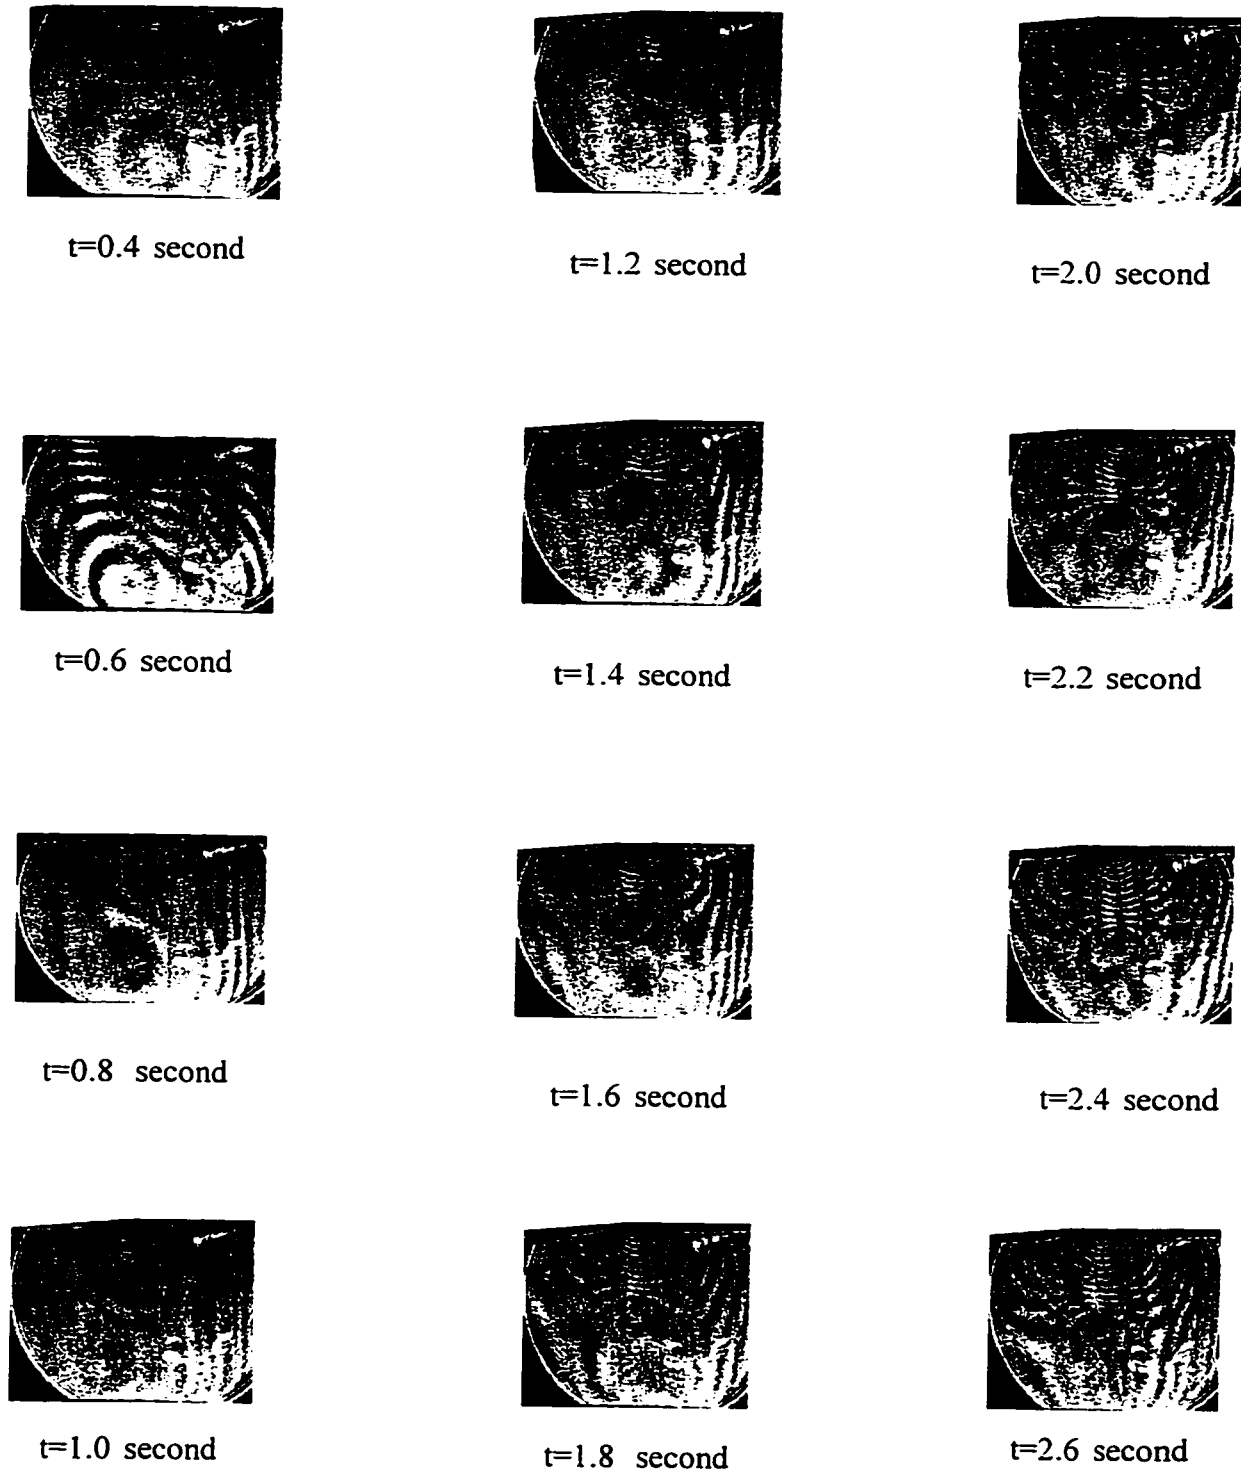 t=0.4 second
t=1.2 second
t=2.0 second
t=0.6 second
t=1.4 second
t=2.2 second
t=0.8 second
t=1.6 second
t=2.4 second
t=1.0 second
t=1.8 second
t=2.6 second